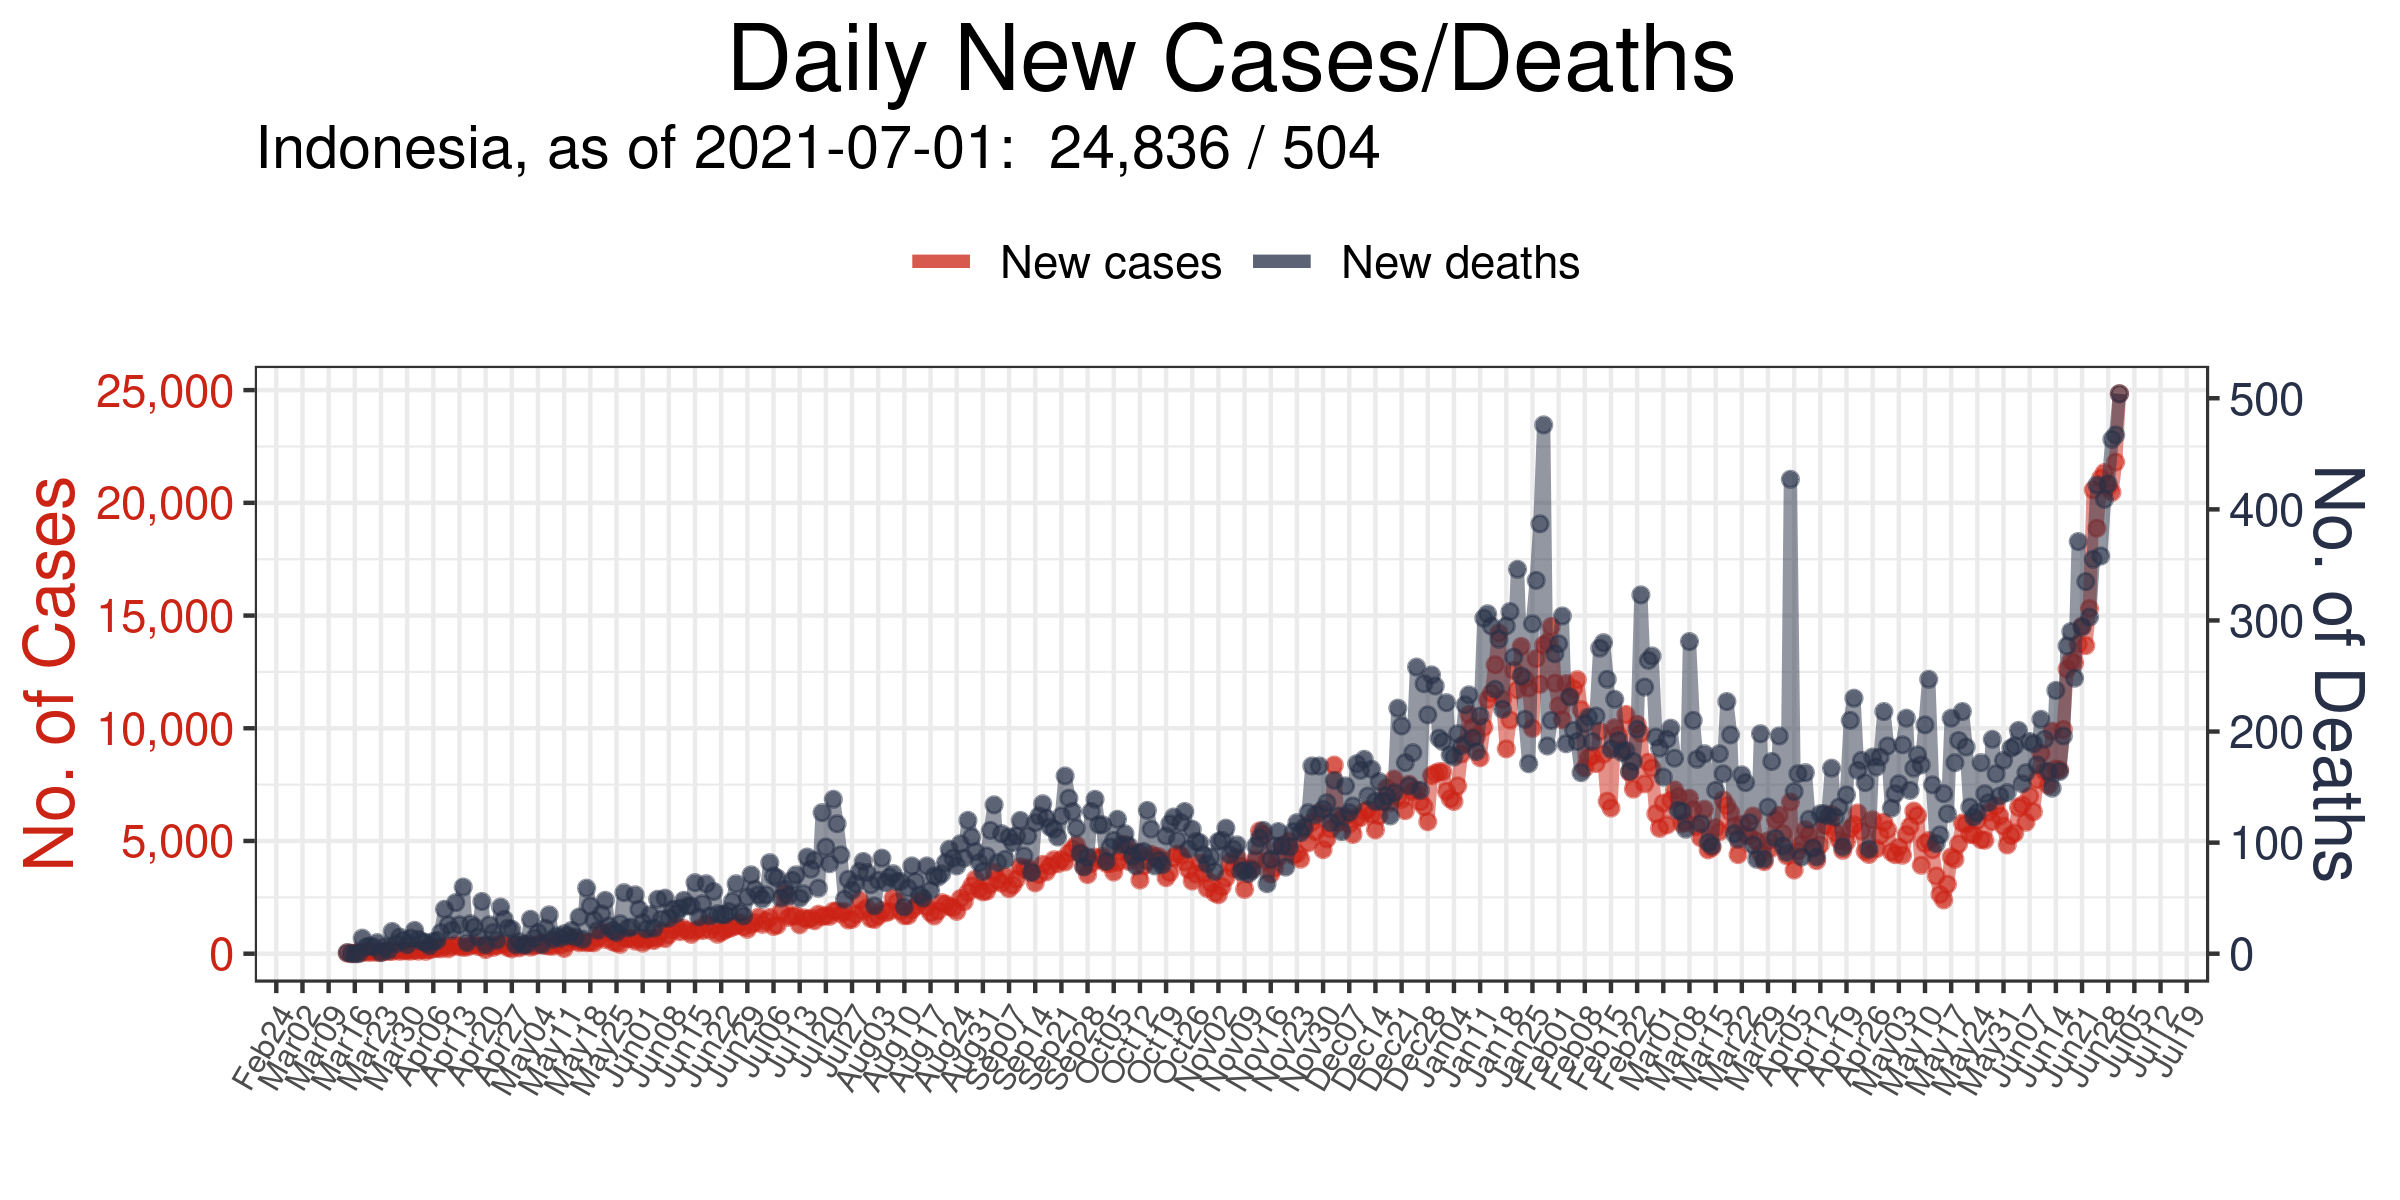 Daily New Cases/Deaths
Indonesia, as of 2021-07-01:  24,836 / 504
New cases
New deaths
No. of Cases
25,000
20,000
15,000
10,000
5,000
0
500
400
300
200
100
0
No. of Deaths
Feb24
Mar02
Mar09
Mar16
Mar23
Mar30
Apr06
Apr13
Apr20
Apr27
May04
May11
May18
May25
Jun01
Jun08
Jun15
Jun22
Jun29
Jul06
Jul13
Jul20
Jul27
Aug03
Aug10
Aug17
Aug24
Aug31
Sep07
Sep14
Sep21
Sep28
Oct05
Oct12
Oct19
Oct26
Nov02
Nov09
Nov16
Nov23
Nov30
Dec07
Dec14
Dec21
Dec28
Jan04
Jan11
Jan18
Jan25
Feb01
Feb08
Feb15
Feb22
Mar01
Mar08
Mar15
Mar22
Mar29
Apr05
Apr12
Apr19
Apr26
May03
May10
May17
May24
May31
Jun07
Jun14
Jun21
Jun28
Jul05
Jul12
Jul19